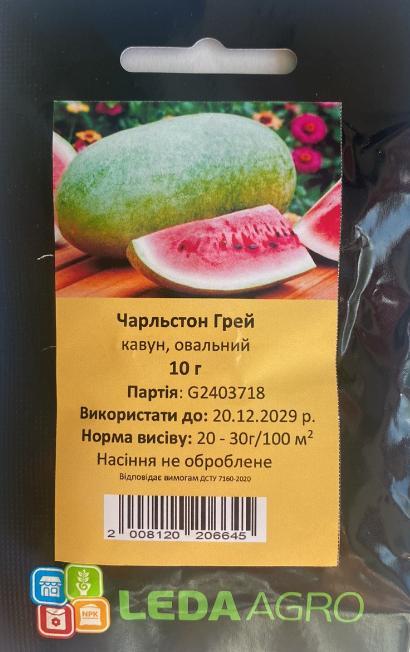 Чарльстон Грей
кавун, овальний
10 г
Партія: G2403718
Використати до: 20.12.2029 р.
Норма висіву: 20 - 30г/100 м²
Насіння не оброблене
Відповідає вимогам ДСТУ 7160-2020
2 008120 206645
NPK
LEDA AGRO